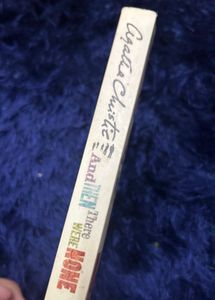 Agatha Christie
And THEN There
WERE NONE